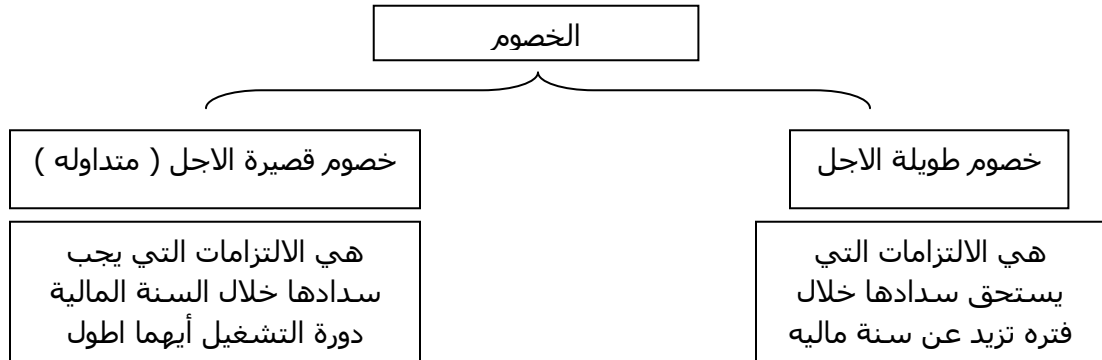 الخصوم
خصوم طويلة الاجل
هي الالتزامات التي
يستحق سدادها خلال
فتره تزيد عن سنة ماليه
خصوم قصيرة الاجل ( متداوله )
هي الالتزامات التي يجب
سدادها خلال السنة المالية
دورة التشغيل أيهما اطول